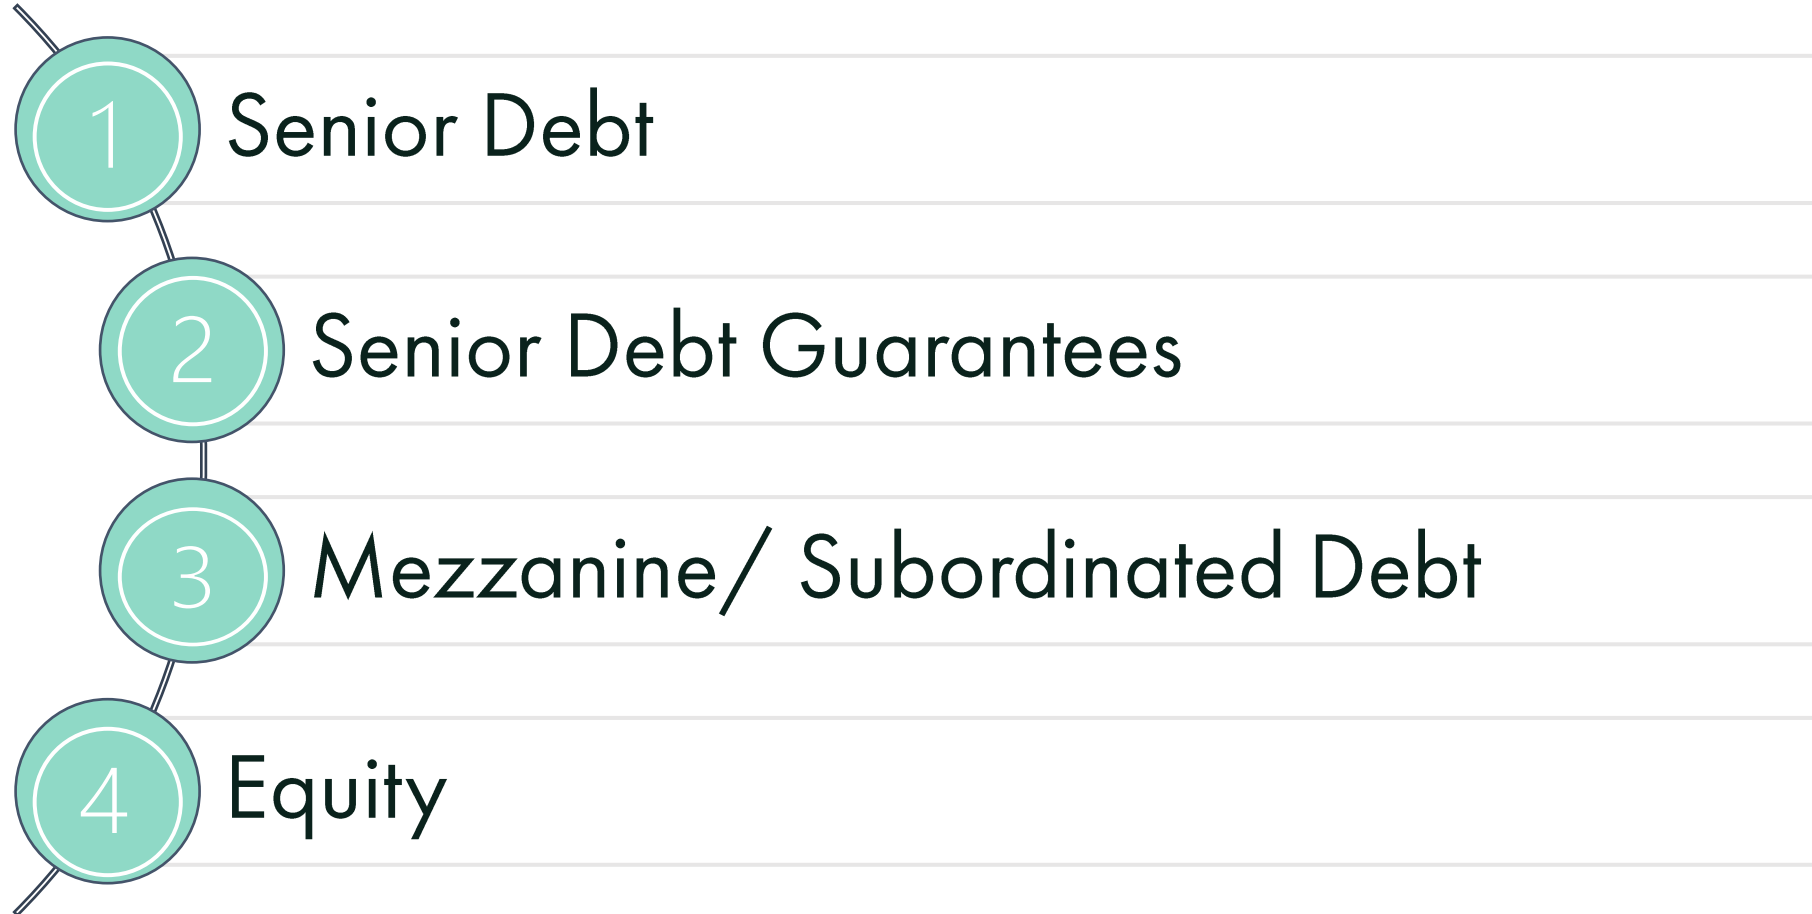 1 Senior Debt
2 Senior Debt Guarantees
3 Mezzanine/ Subordinated Debt
4 Equity